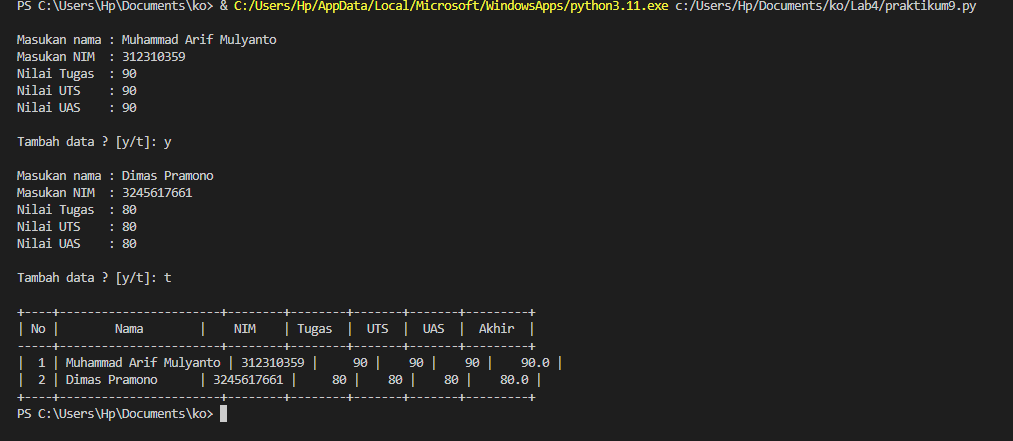 PS C:\Users\Hp\Documents\ko> & C:/Users/Hp/AppData/Local/Microsoft/WindowsApps/python3.11.exe c:/Users/Hp/Documents/ko/Lab4/praktikum9.py
Masukan nama : Muhammad Arif Mulyanto
Masukan NIM  : 312310359
Nilai Tugas  : 90
Nilai UTS    : 90
Nilai UAS    : 90
Tambah data ? [y/t]: y
Masukan nama : Dimas Pramono
Masukan NIM  : 3245617661
Nilai Tugas  : 80
Nilai UTS    : 80
Nilai UAS    : 80
Tambah data ? [y/t]: t
+----+-----------------------+--------+--------+-------+-------+---------+
| No |        Nama        |    NIM    | Tugas  |  UTS  |  UAS  |  Akhir  |
-----+-----------------------+--------+--------+-------+-------+---------+
|  1 | Muhammad Arif Mulyanto | 312310359 |     90 |    90 |    90 |    90.0 |
|  2 | Dimas Pramono      | 3245617661 |     80 |    80 |    80 |    80.0 |
+----+-----------------------+--------+--------+-------+-------+---------+
PS C:\Users\Hp\Documents\ko>